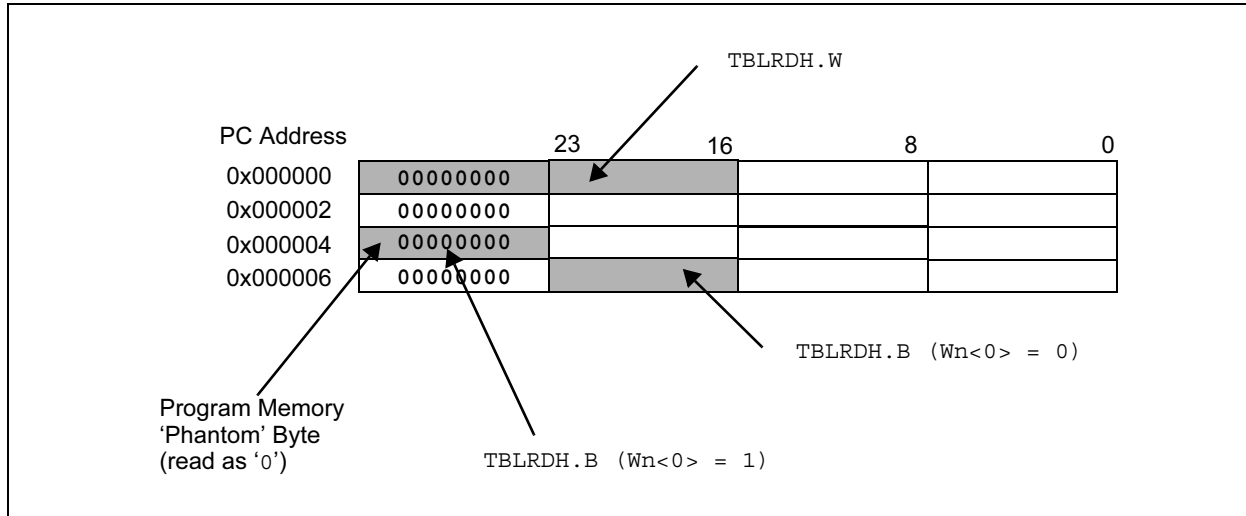 TBLRDH.W
PC Address
23 16 8 0
0x000000 00000000
0x000002 00000000
0x000004 00000000
0x000006 00000000
TBLRDH.B (Wn<0> = 0)
Program Memory
‘Phantom’ Byte
(read as ‘0’)
TBLRDH.B (Wn<0> = 1)